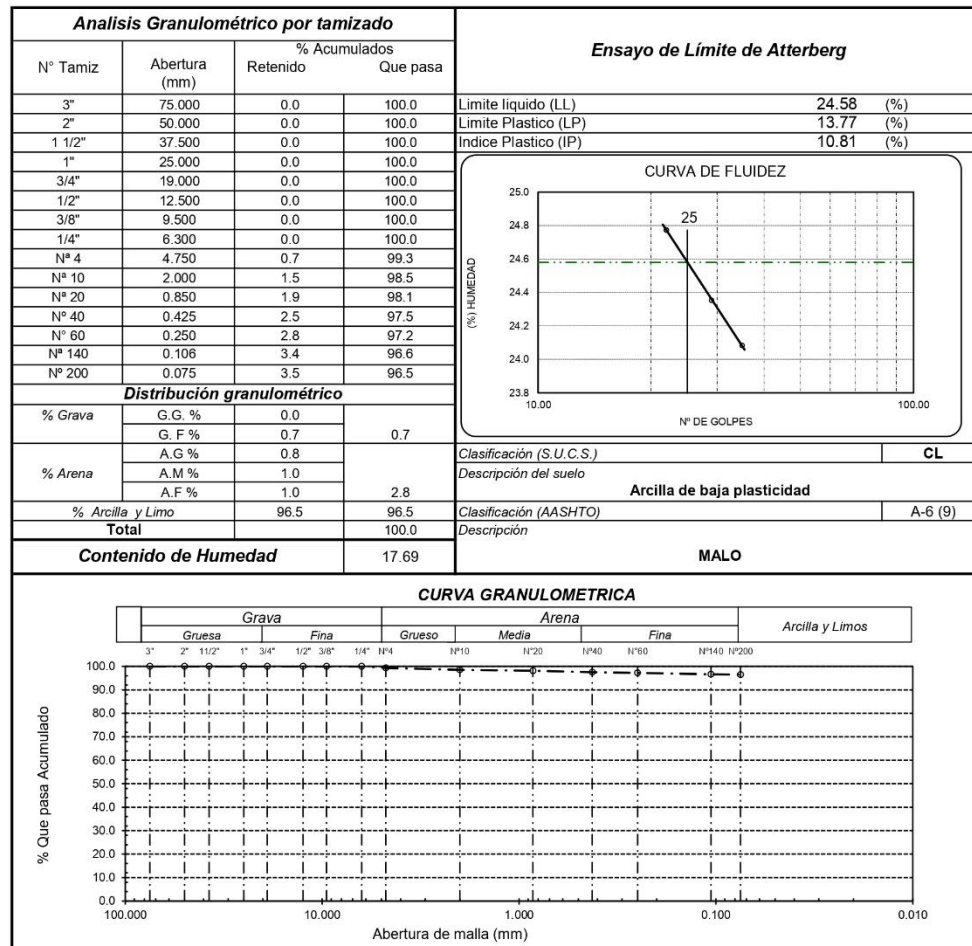 Analisis Granulométrico por tamizado
N° Tamiz Abertura (mm) % Acumulados
Retenido Que pasa
3" 75.000 0.0 100.0
2" 50.000 0.0 100.0
1 1/2" 37.500 0.0 100.0
1" 25.000 0.0 100.0
3/4" 19.000 0.0 100.0
1/2" 12.500 0.0 100.0
3/8" 9.500 0.0 100.0
1/4" 6.300 0.0 100.0
Nª 4 4.750 0.7 99.3
Nª 10 2.000 1.5 98.5
Nª 20 0.850 1.9 98.1
Nº 40 0.425 2.5 97.5
N° 60 0.250 2.8 97.2
Nª 140 0.106 3.4 96.6
Nº 200 0.075 3.5 96.5
Distribución granulométrico
% Grava G.G. % 0.0
G. F % 0.7 0.7
% Arena A.G % 0.8
A.M % 1.0
A.F % 1.0 2.8
% Arcilla y Limo 96.5 96.5
Total 100.0
Contenido de Humedad 17.69
Ensayo de Límite de Atterberg
Limite liquido (LL) 24.58 (%)
Limite Plastico (LP) 13.77 (%)
Indice Plastico (IP) 10.81 (%)
CURVA DE FLUIDEZ
25
(%) HUMEDAD
25.0
24.8
24.6
24.4
24.2
24.0
23.8
10.00 100.00
Nº DE GOLPES
Clasificación (S.U.C.S.) CL
Descripción del suelo
Arcilla de baja plasticidad
Clasificación (AASHTO) A-6 (9)
Descripción
MALO
CURVA GRANULOMETRICA
Grava Arena Arcilla y Limos
Gruesa Fina Grueso Media Fina
3" 2" 11/2" 1" 3/4" 1/2" 3/8" 1/4" Nº4 Nº10 Nº20 Nº40 Nº60 Nº140 Nº200
% Que pasa Acumulado
100.0
90.0
80.0
70.0
60.0
50.0
40.0
30.0
20.0
10.0
0.0
100.000 10.000 1.000 0.100 0.010
Abertura de malla (mm)